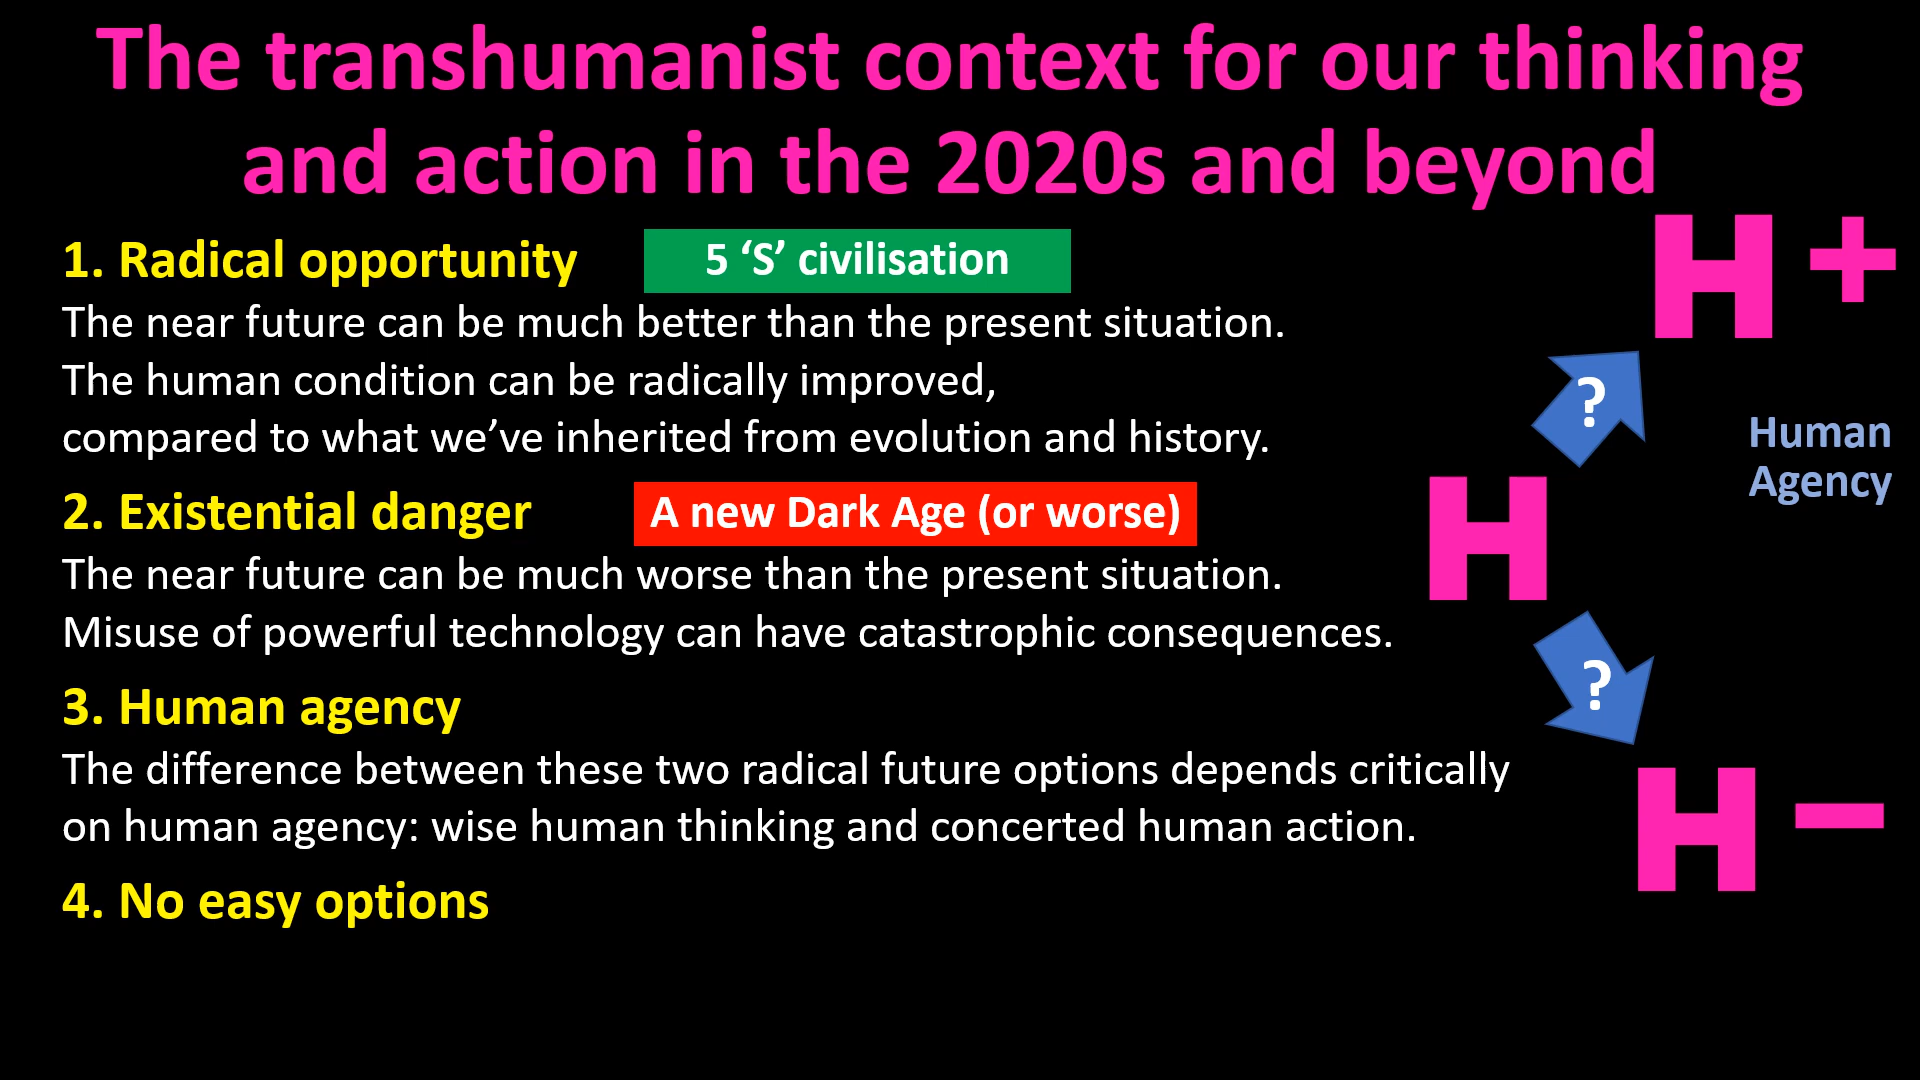 The transhumanist context for our thinking
and action in the 2020s and beyond
1. Radical opportunity
5 ‘S’ civilisation
The near future can be much better than the present situation.
The human condition can be radically improved,
compared to what we’ve inherited from evolution and history.
2. Existential danger
A new Dark Age (or worse)
The near future can be much worse than the present situation.
Misuse of powerful technology can have catastrophic consequences.
3. Human agency
The difference between these two radical future options depends critically
on human agency: wise human thinking and concerted human action.
4. No easy options
H +
?
Human
Agency
H
?
H −